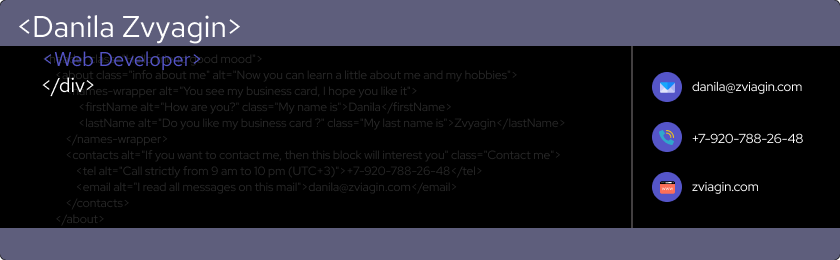 <Danila Zvyagin>
<Web Developer>
</div>
mood">
<about class="info about me" alt="Now you can learn a little about me and my hobbies">
names-wrapper alt="You see my business card, I hope you like it">
<firstName alt="How are you?" class="My name is">Danila</firstName>
<lastName alt="Do you like my business card ?" class="My last name is">Zvyagin</lastName>
</names-wrapper>
<contacts alt="If you want to contact me, then this block will interest you" class="Contact me">
<tel alt="Call strictly from 9 am to 10 pm (UTC+3)">+7-920-788-26-48</tel>
<email alt="I read all messages on this mail">danila@zviagin.com</email>
</contacts>
</about>
danila@zviagin.com
+7-920-788-26-48
zviagin.com